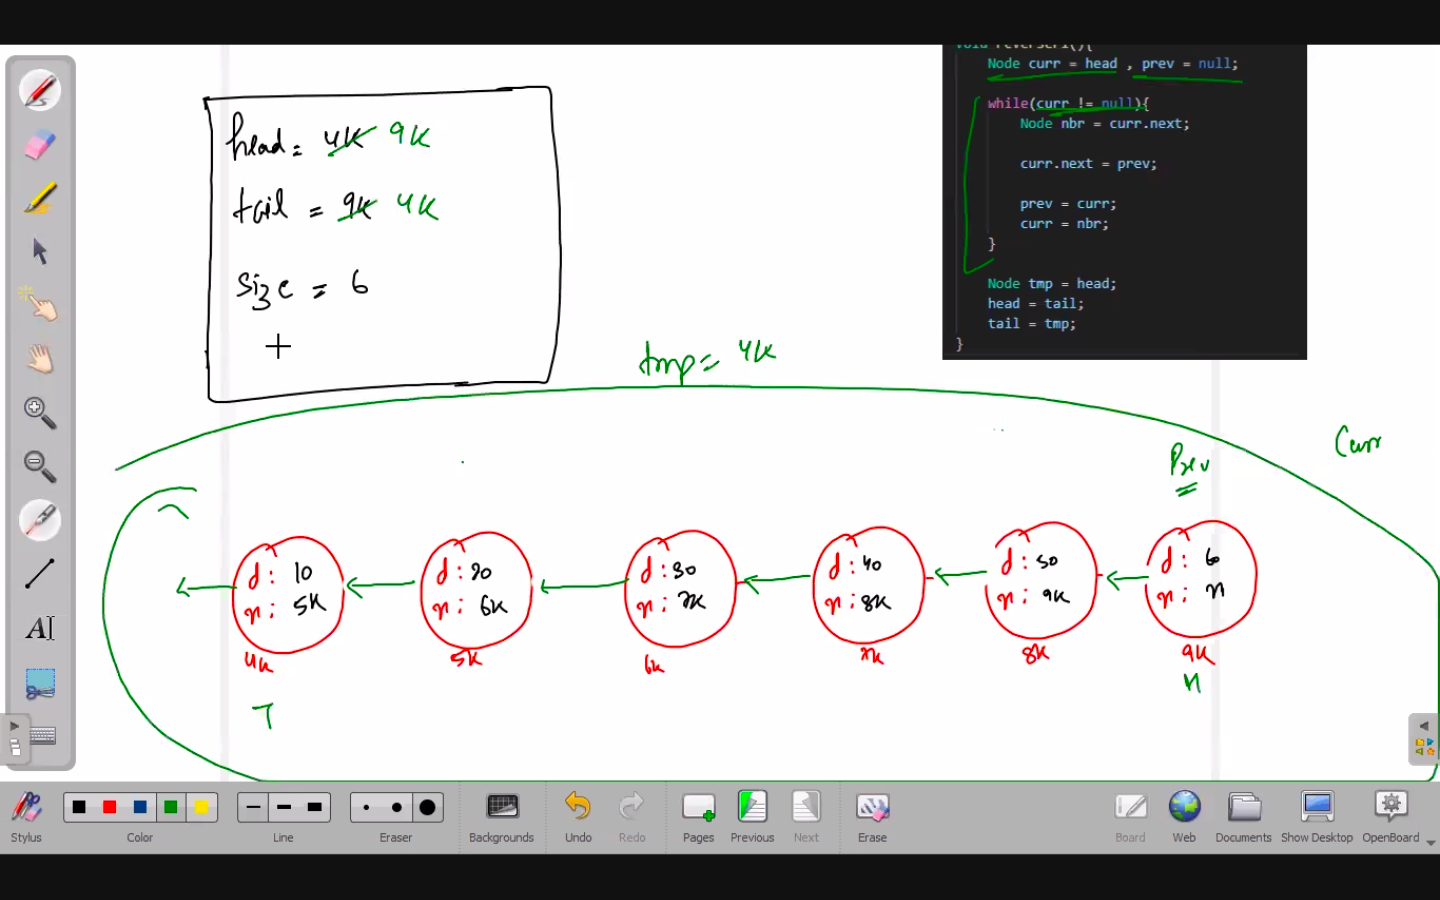 head = 4K 9K
tail = 9K 4K
size = 6
void reversePI(){
Node curr = head , prev = null;
while(curr != null){
Node nbr = curr.next;
curr.next = prev;
prev = curr;
curr = nbr;
}
Node tmp = head;
head = tail;
tail = tmp;
}
tmp = 4K
Curr
Prev
d: 10
n: 5K
4K
T
d: 20
n: 6K
5K
d: 30
n: 7K
6K
d: 40
n: 8K
7K
d: 50
n: 9K
8K
d: 60
n: n
9K
H
A
Stylus
Color
Line
Eraser
Backgrounds
Undo
Redo
Pages
Previous
Next
Erase
Board
Web
Documents
Show Desktop
OpenBoard